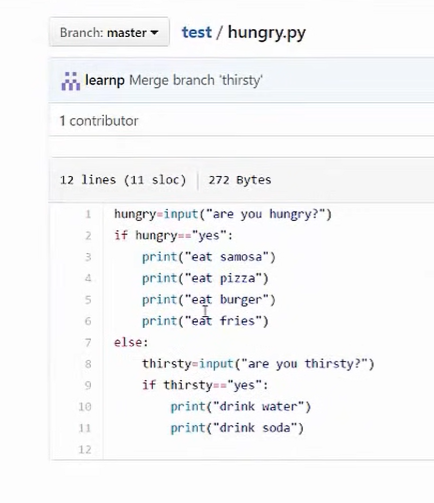 Branch: master
test / hungry.py
learnp Merge branch 'thirsty'
1 contributor
12 lines (11 sloc) 272 Bytes
1 hungry=input("are you hungry?")
2 if hungry=="yes":
3     print("eat samosa")
4     print("eat pizza")
5     print("eat burger")
6     print("eat fries")
7 else:
8     thirsty=input("are you thirsty?")
9     if thirsty=="yes":
10         print("drink water")
11         print("drink soda")
12